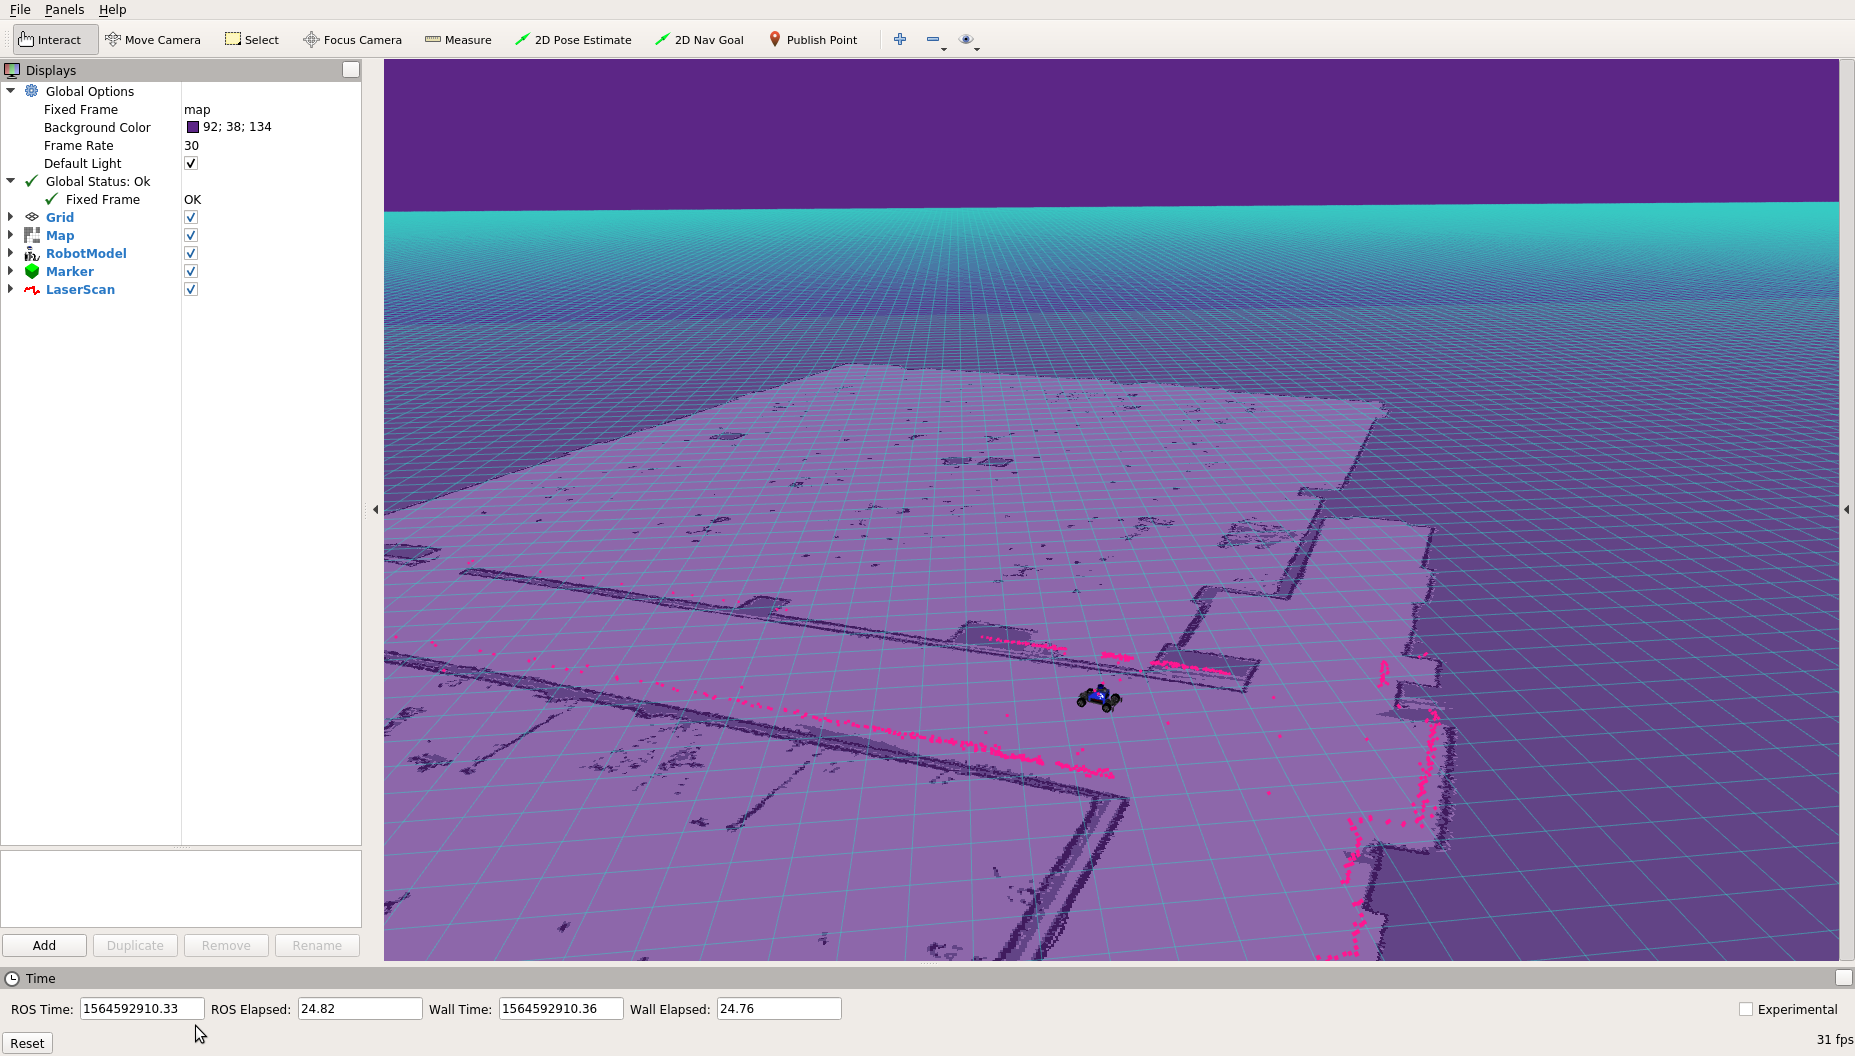 File Panels Help
Interact Move Camera Select Focus Camera Measure 2D Pose Estimate 2D Nav Goal Publish Point
Displays
Global Options
Fixed Frame map
Background Color 92; 38; 134
Frame Rate 30
Default Light
Global Status: Ok
Fixed Frame OK
Grid
Map
RobotModel
Marker
LaserScan
Add Duplicate Remove Rename
Time
ROS Time: 1564592910.33 ROS Elapsed: 24.82 Wall Time: 1564592910.36 Wall Elapsed: 24.76 Experimental
Reset 31 fps